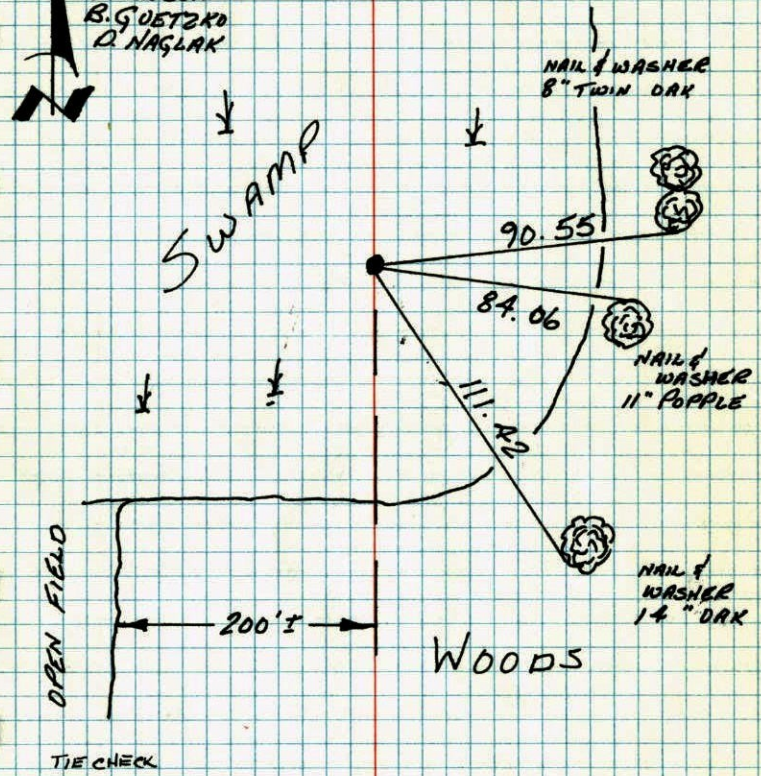 B. GUETZKO
D. NAGLAK
N
NAIL & WASHER
8" TWIN OAK
SWAMP
90.55
84.06
NAIL &
WASHER
11" POPPLE
111.42
OPEN FIELD
200'±
NAIL &
WASHER
14" OAK
WOODS
TIE CHECK